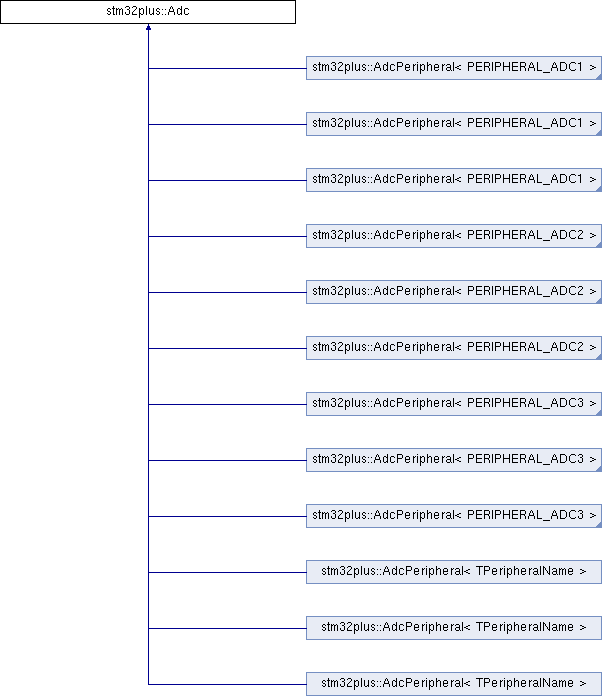 stm32plus::Adc
stm32plus::AdcPeripheral< PERIPHERAL_ADC1 >
stm32plus::AdcPeripheral< PERIPHERAL_ADC1 >
stm32plus::AdcPeripheral< PERIPHERAL_ADC1 >
stm32plus::AdcPeripheral< PERIPHERAL_ADC2 >
stm32plus::AdcPeripheral< PERIPHERAL_ADC2 >
stm32plus::AdcPeripheral< PERIPHERAL_ADC2 >
stm32plus::AdcPeripheral< PERIPHERAL_ADC3 >
stm32plus::AdcPeripheral< PERIPHERAL_ADC3 >
stm32plus::AdcPeripheral< PERIPHERAL_ADC3 >
stm32plus::AdcPeripheral< TPeripheralName >
stm32plus::AdcPeripheral< TPeripheralName >
stm32plus::AdcPeripheral< TPeripheralName >